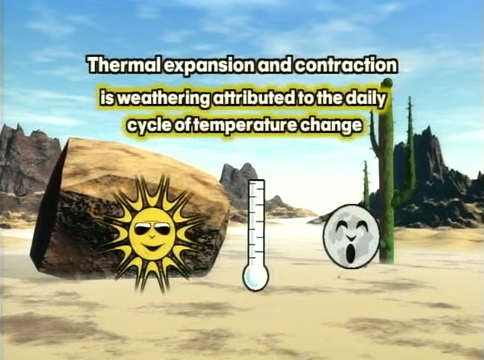 Thermal expansion and contraction
is weathering attributed to the daily
cycle of temperature change